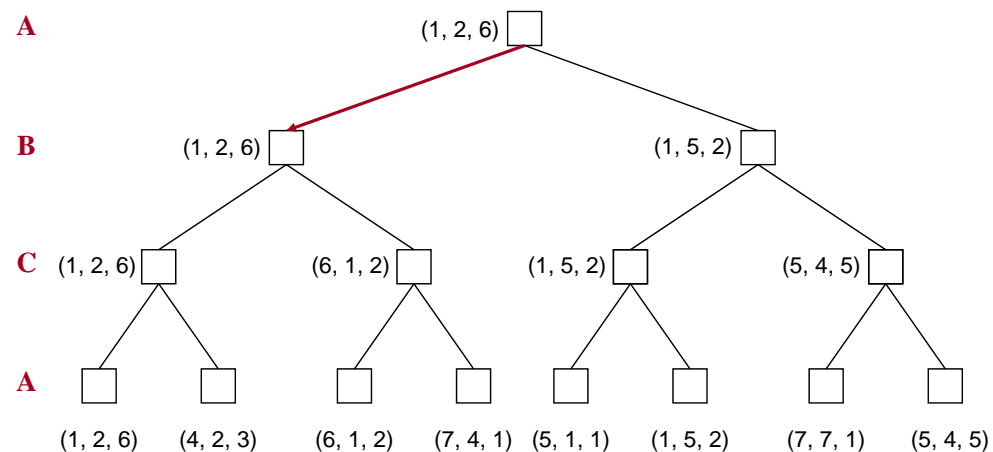 A (1, 2, 6)
B (1, 2, 6) (1, 5, 2)
C (1, 2, 6) (6, 1, 2) (1, 5, 2) (5, 4, 5)
A
(1, 2, 6) (4, 2, 3) (6, 1, 2) (7, 4, 1) (5, 1, 1) (1, 5, 2) (7, 7, 1) (5, 4, 5)